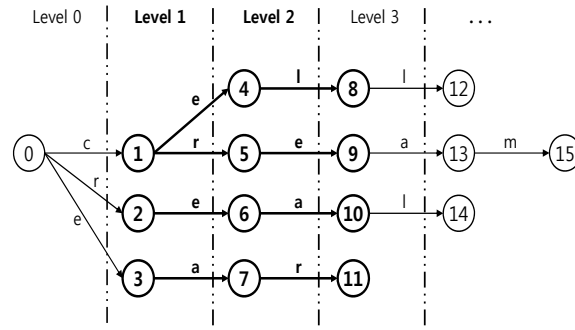 Level 0 Level 1 Level 2 Level 3 ...
4 l 8 l 12
e
0 c 1 r 5 e 9 a 13 m 15
r
2 e 6 a 10 l 14
e
3 a 7 r 11